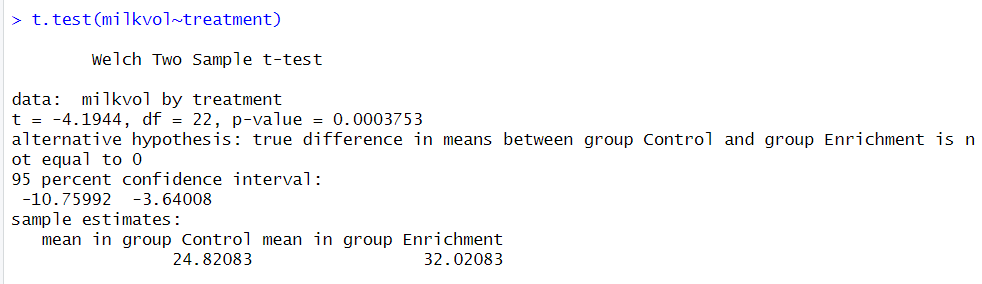 > t.test(milkvol~treatment)
Welch Two Sample t-test
data:  milkvol by treatment
t = -4.1944, df = 22, p-value = 0.0003753
alternative hypothesis: true difference in means between group Control and group Enrichment is n
ot equal to 0
95 percent confidence interval:
-10.75992  -3.64008
sample estimates:
mean in group Control mean in group Enrichment
24.82083                 32.02083